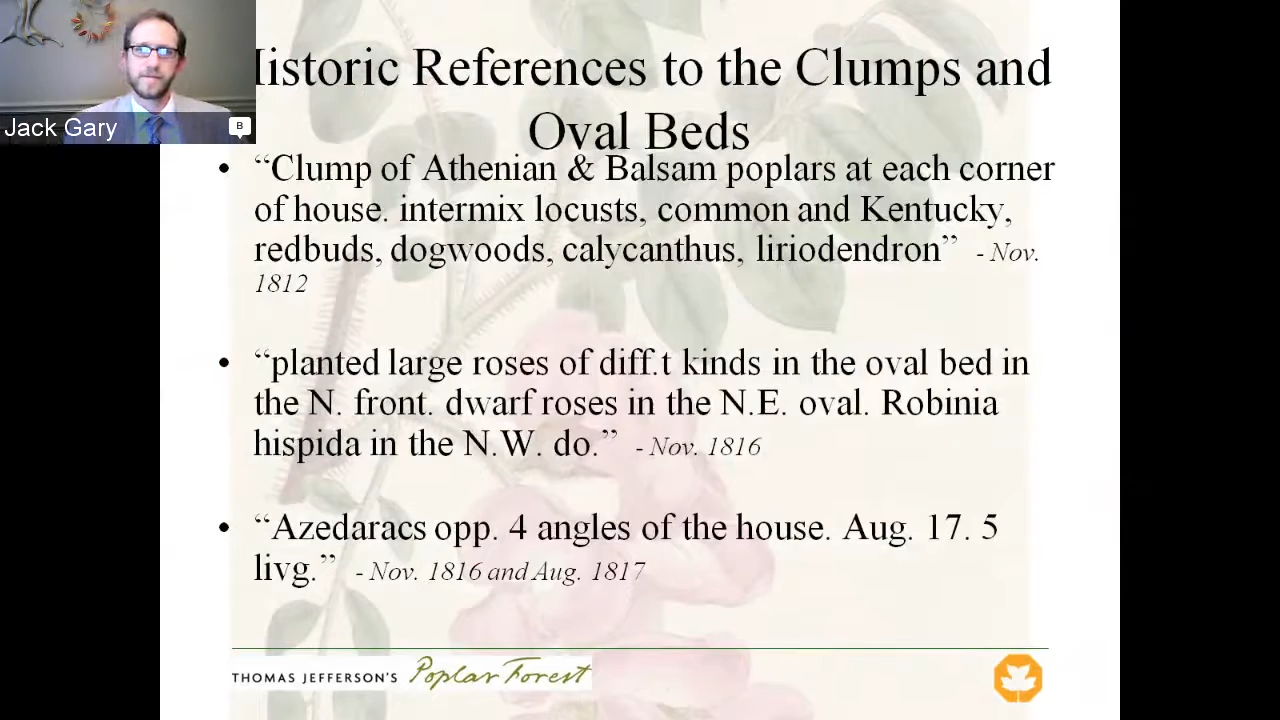 Historic References to the Clumps and
Oval Beds
Jack Gary
B
• “Clump of Athenian & Balsam poplars at each corner
of house. intermix locusts, common and Kentucky,
redbuds, dogwoods, calycanthus, liriodendron” - Nov.
1812
• “planted large roses of diff.t kinds in the oval bed in
the N. front. dwarf roses in the N.E. oval. Robinia
hispida in the N.W. do.” - Nov. 1816
• “Azedaracs opp. 4 angles of the house. Aug. 17. 5
livg.” - Nov. 1816 and Aug. 1817
THOMAS JEFFERSON'S Poplar Forest